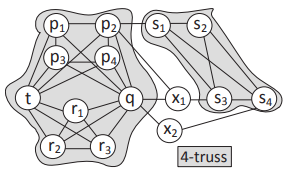 p1 p2 s1 s2
p3 p4
t r1 q x1 s3 s4
r2 r3 x2
4-truss